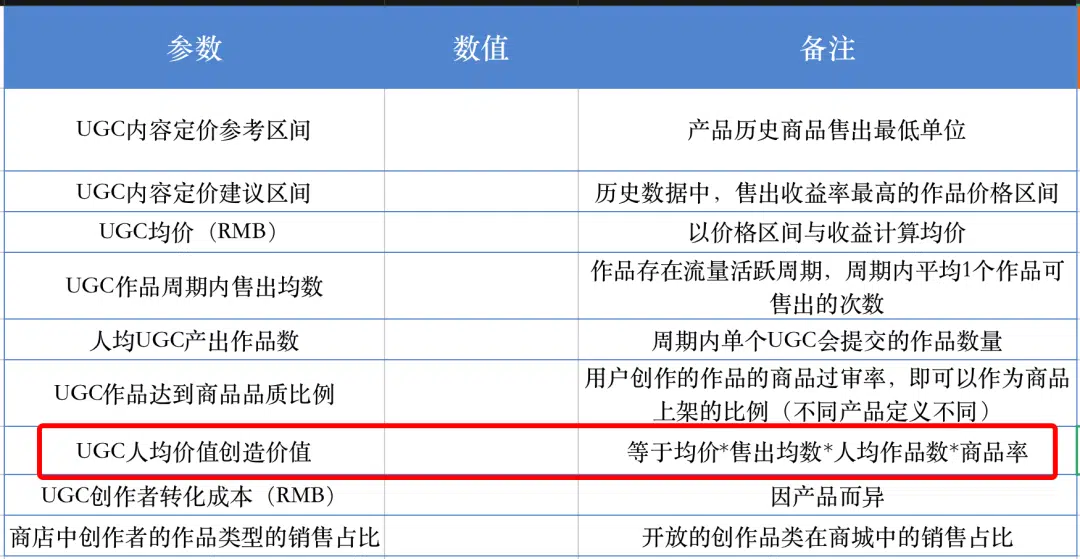 参数 数值 备注
UGC内容定价参考区间 产品历史商品售出最低单位
UGC内容定价建议区间 历史数据中，售出收益率最高的作品价格区间
UGC均价（RMB） 以价格区间与收益计算均价
UGC作品周期内售出均数 作品存在流量活跃周期，周期内平均1个作品可
售出的次数
人均UGC产出作品数 周期内单个UGC会提交的作品数量
UGC作品达到商品品质比例 用户创作的作品的商品过审率，即可以作为商品
上架的比例（不同产品定义不同）
UGC人均价值创造价值 等于均价*售出均数*人均作品数*商品率
UGC创作者转化成本（RMB） 因产品而异
商店中创作者的作品类型的销售占比 开放的创作品类在商城中的销售占比